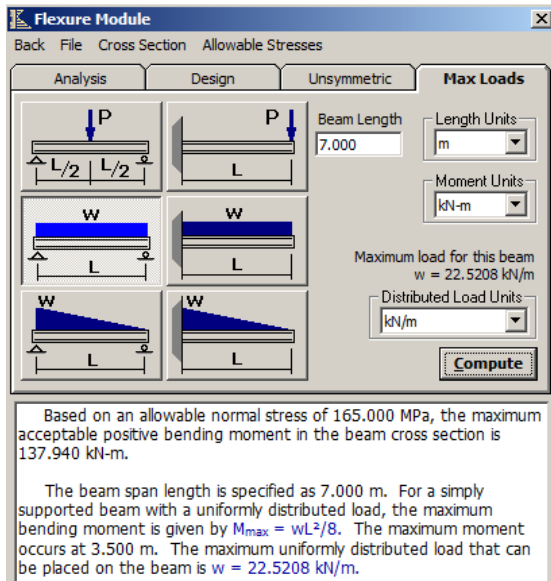 Flexure Module
Back File Cross Section Allowable Stresses
Analysis Design Unsymmetric Max Loads
P
L/2 L/2
P
L
Beam Length
7.000
Length Units
m
Moment Units
kN-m
w
L
w
L
Maximum load for this beam
w = 22.5208 kN/m
Distributed Load Units
kN/m
w
L
w
L
Compute
Based on an allowable normal stress of 165.000 MPa, the maximum
acceptable positive bending moment in the beam cross section is
137.940 kN-m.
The beam span length is specified as 7.000 m. For a simply
supported beam with a uniformly distributed load, the maximum
bending moment is given by Mmax = wL²/8. The maximum moment
occurs at 3.500 m. The maximum uniformly distributed load that can
be placed on the beam is w = 22.5208 kN/m.